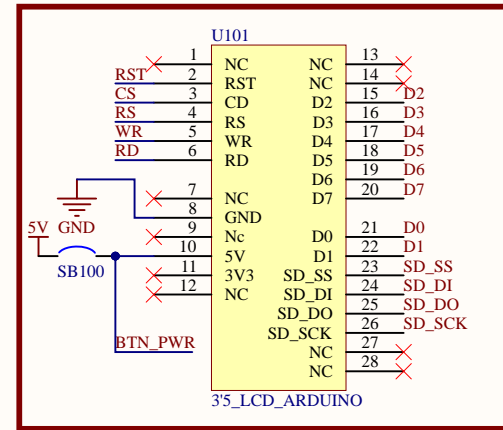 U101
1 NC NC 13
RST 2 RST NC 14
CS 3 CD D2 15 D2
RS 4 RS D3 16 D3
WR 5 WR D4 17 D4
RD 6 RD D5 18 D5
D6 19 D6
7 NC D7 20 D7
8 GND
GND
9 Nc D0 21 D0
5V 10 5V D1 22 D1
SB100 11 3V3 SD_SS 23 SD_SS
12 NC SD_DI 24 SD_DI
SD_DO 25 SD_DO
SD_SCK 26 SD_SCK
BTN_PWR NC 27
NC 28
3'5_LCD_ARDUINO